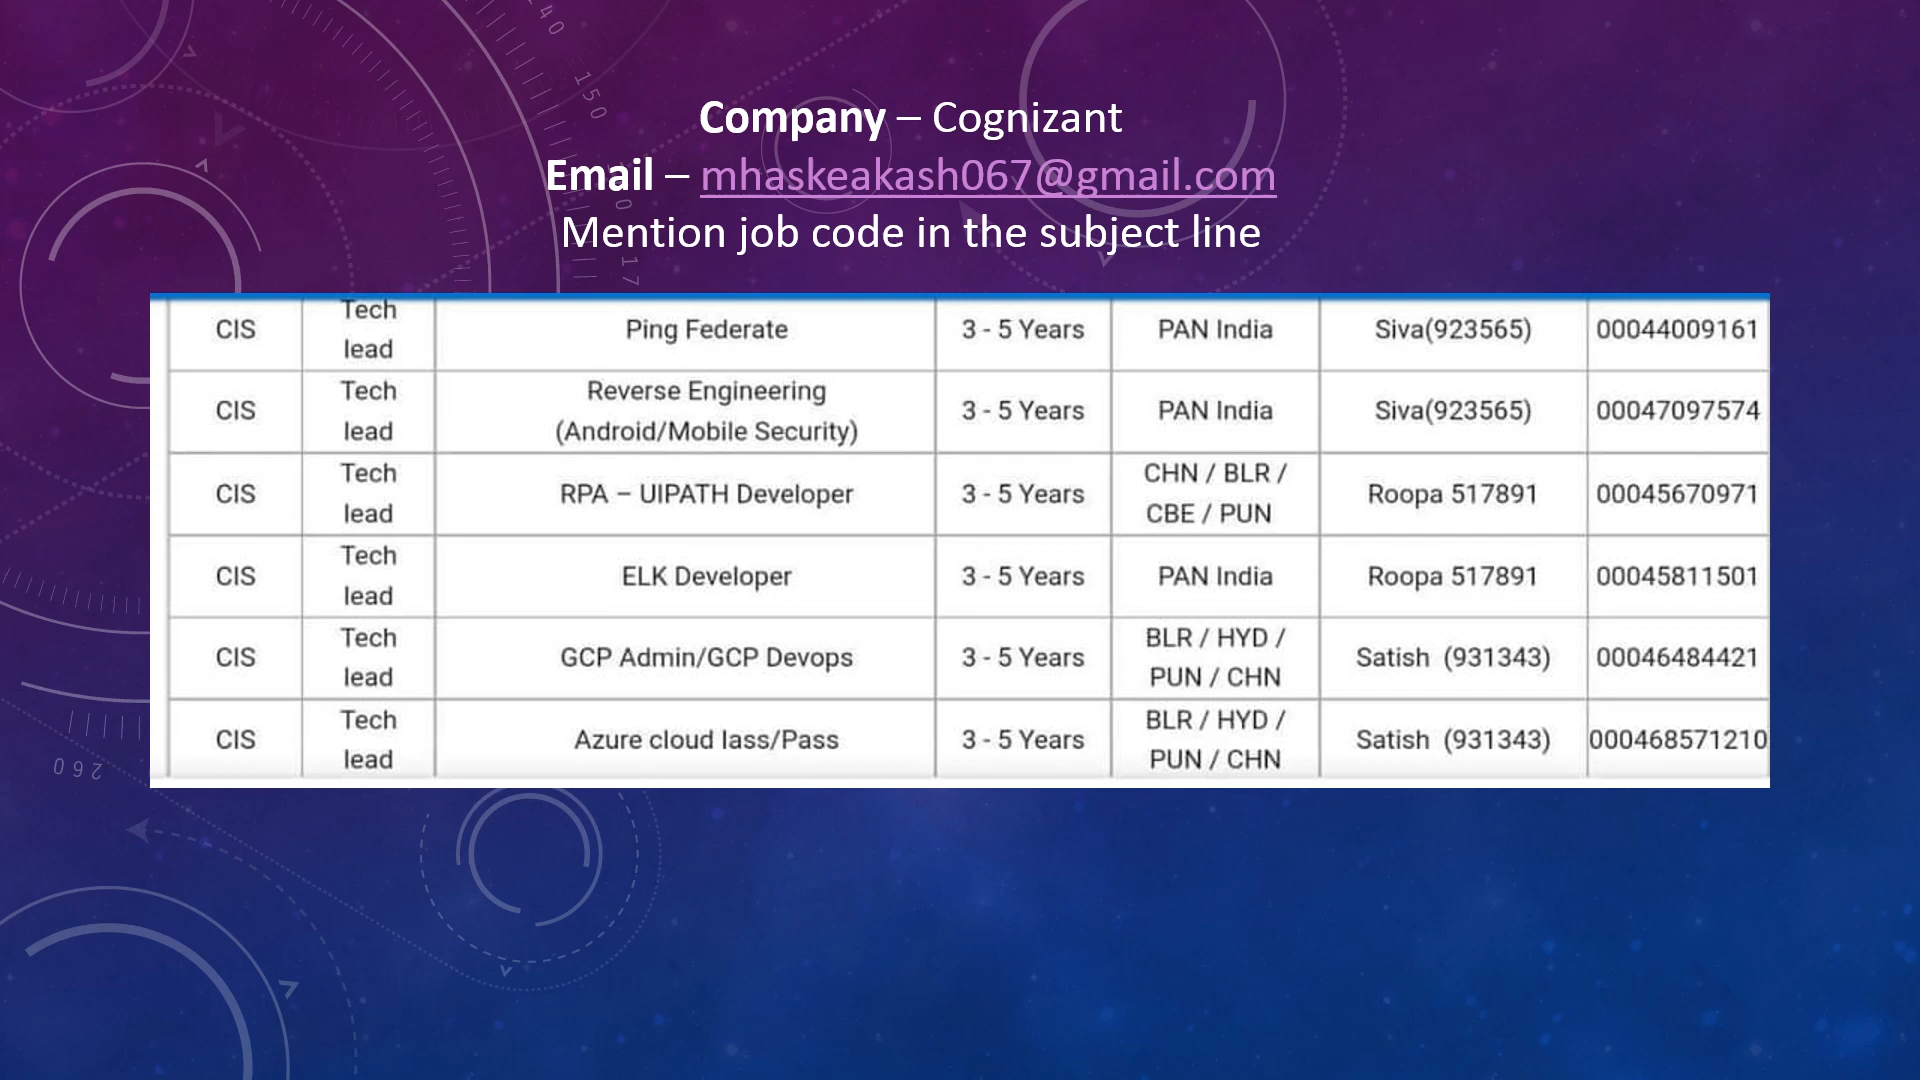 Company – Cognizant
Email – mhaskeakash067@gmail.com
Mention job code in the subject line
CIS Tech lead Ping Federate 3 - 5 Years PAN India Siva(923565) 00044009161
CIS Tech lead Reverse Engineering (Android/Mobile Security) 3 - 5 Years PAN India Siva(923565) 00047097574
CIS Tech lead RPA – UIPATH Developer 3 - 5 Years CHN / BLR / CBE / PUN Roopa 517891 00045670971
CIS Tech lead ELK Developer 3 - 5 Years PAN India Roopa 517891 00045811501
CIS Tech lead GCP Admin/GCP Devops 3 - 5 Years BLR / HYD / PUN / CHN Satish (931343) 00046484421
CIS Tech lead Azure cloud Iass/Pass 3 - 5 Years BLR / HYD / PUN / CHN Satish (931343) 000468571210
140
150
17
260